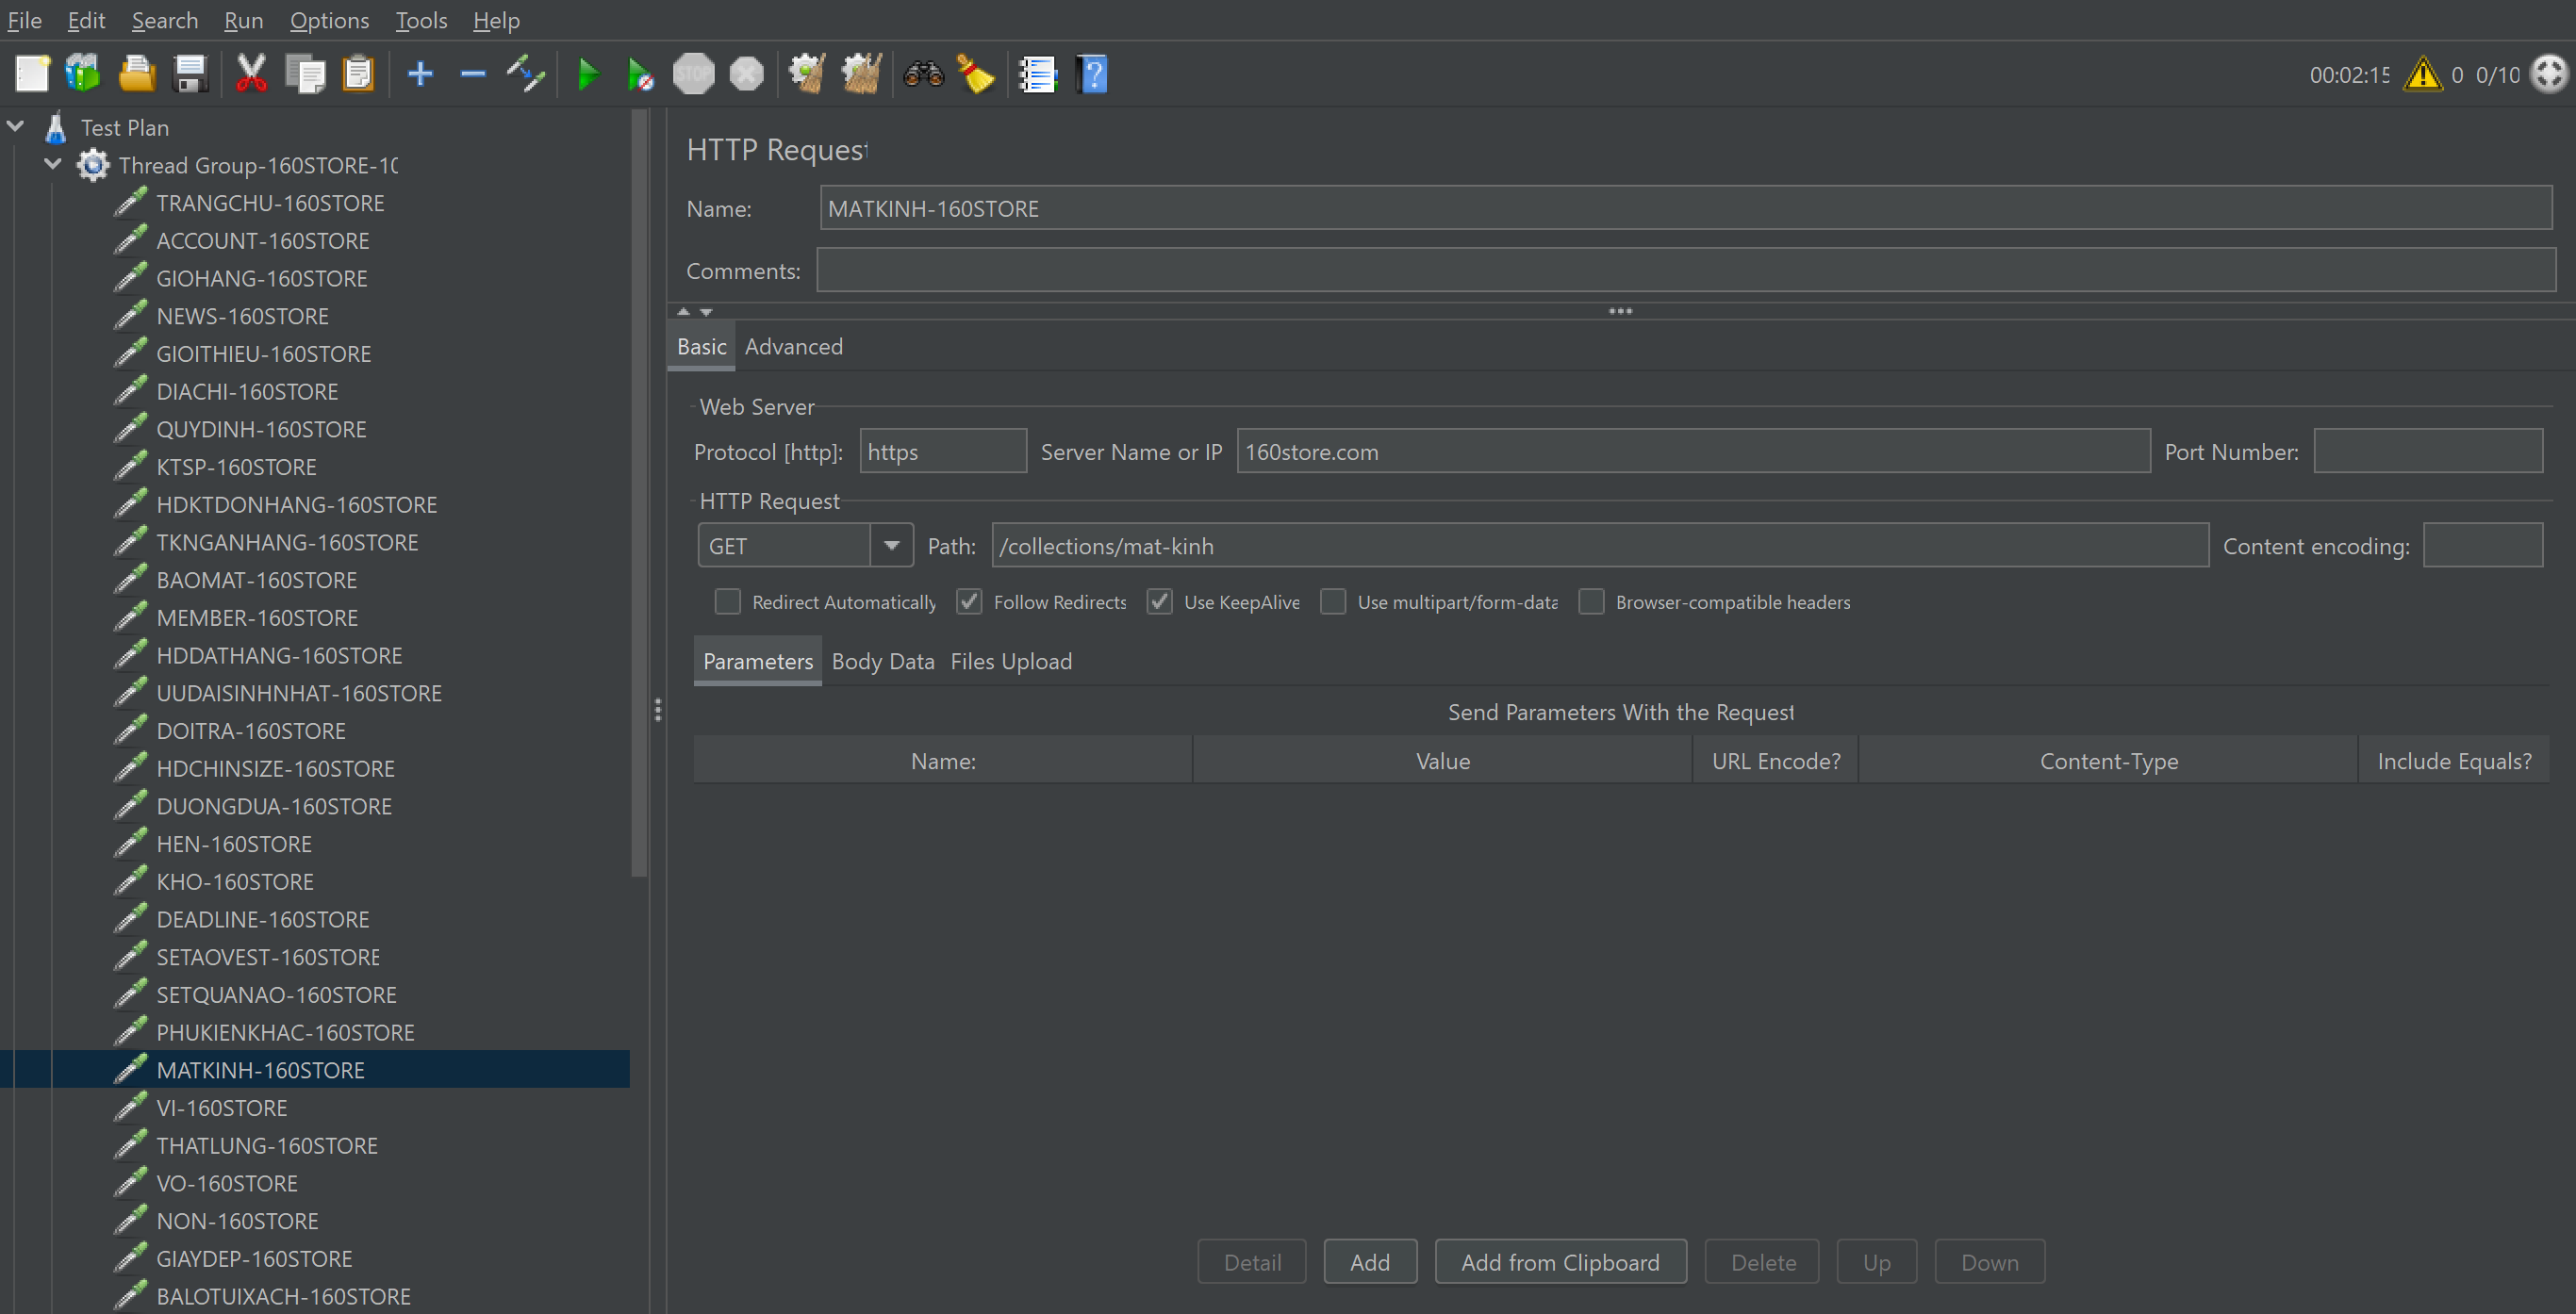 File Edit Search Run Options Tools Help
STOP
00:02:15 0 0/10
Test Plan
Thread Group-160STORE-10
TRANGCHU-160STORE
ACCOUNT-160STORE
GIOHANG-160STORE
NEWS-160STORE
GIOITHIEU-160STORE
DIACHI-160STORE
QUYDINH-160STORE
KTSP-160STORE
HDKTDONHANG-160STORE
TKNGANHANG-160STORE
BAOMAT-160STORE
MEMBER-160STORE
HDDATHANG-160STORE
UUDAISINHNHAT-160STORE
DOITRA-160STORE
HDCHINSIZE-160STORE
DUONGDUA-160STORE
HEN-160STORE
KHO-160STORE
DEADLINE-160STORE
SETAOVEST-160STORE
SETQUANAO-160STORE
PHUKIENKHAC-160STORE
MATKINH-160STORE
VI-160STORE
THATLUNG-160STORE
VO-160STORE
NON-160STORE
GIAYDEP-160STORE
BALOTUIXACH-160STORE
HTTP Request
Name: MATKINH-160STORE
Comments:
Basic Advanced
Web Server
Protocol [http]: https Server Name or IP 160store.com Port Number:
HTTP Request
GET Path: /collections/mat-kinh Content encoding:
Redirect Automatically Follow Redirects Use KeepAlive Use multipart/form-data Browser-compatible headers
Parameters Body Data Files Upload
Send Parameters With the Request
Name: Value URL Encode? Content-Type Include Equals?
Detail Add Add from Clipboard Delete Up Down